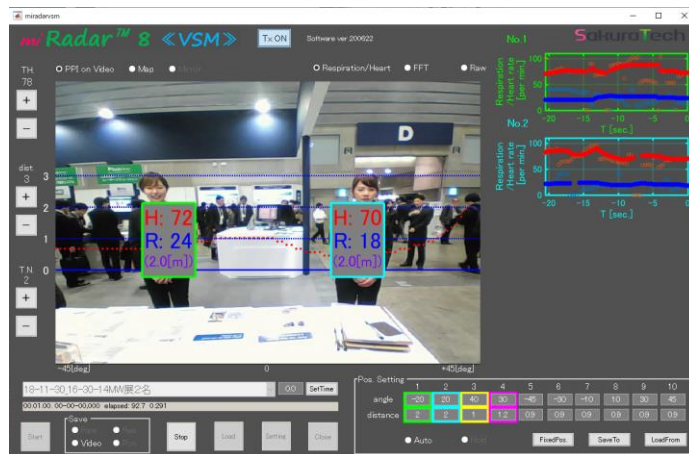 miradarvsm
mi Radar™ 8 ≪VSM≫
Tx ON
Software ver.200622
SakuraTech
TH.
78
+
−
PPI on Video
Map
Respiration/Heart
FFT
Raw
No.1
Respiration
/Heart rate
[per min.]
100
50
0
-20 -15 -10 -5 0
T [sec.]
No.2
Respiration
/Heart rate
[per min.]
100
50
0
-20 -15 -10 -5 0
T [sec.]
D
dist.
3
+
−
3
2
1
0
H: 72
R: 24
(2.0[m])
H: 70
R: 18
(2.0[m])
T.N.
2
+
−
-45[deg]
0
+45[deg]
18-11-30_16-30-14MW展2名
0.0
SetTime
00.01.00. 00-00-00,000 elapsed: 92.7 0.291
Start
Save
Video
Stop
Load
Setting
Close
Pos. Setting
1 2 3 4 5 6 7 8 9 10
angle -20 20 40 30 -45 -30 -10 10 30 45
distance 2 2 1 1.2 0.9 0.9 0.9 0.9 0.9 0.9
Auto
FixedPos.
SaveTo
LoadFrom